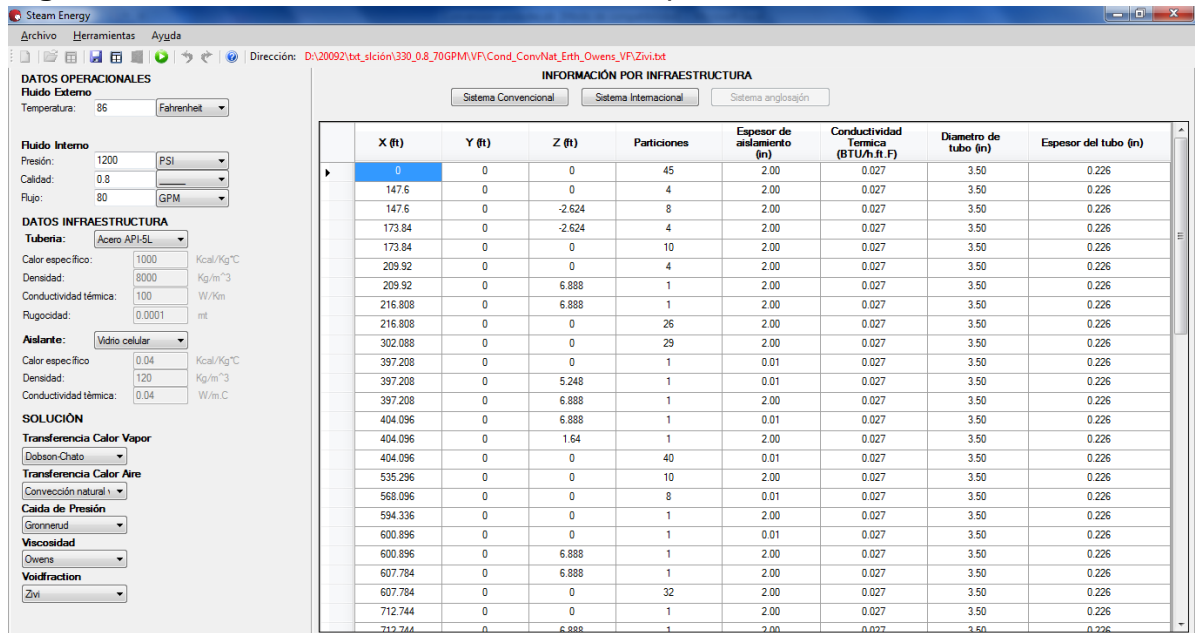 Steam Energy
Archivo Herramientas Ayuda
Dirección: D:\20092\txt_slción\330_0.8_70GPM\VF\Cond_ConvNat_Erth_Owens_VF\Zivi.txt
DATOS OPERACIONALES
Fluido Externo
Temperatura: 86 Fahrenheit
Fluido Interno
Presión: 1200 PSI
Calidad: 0.8 _____
Flujo: 80 GPM
DATOS INFRAESTRUCTURA
Tuberia: Acero API-5L
Calor específico: 1000 Kcal/Kg°C
Densidad: 8000 Kg/m^3
Conductividad térmica: 100 W/Km
Rugocidad: 0.0001 mt
Aislante: Vidrio celular
Calor específico 0.04 Kcal/Kg°C
Densidad: 120 Kg/m^3
Conductividad tèrmica: 0.04 W/m.C
SOLUCIÓN
Transferencia Calor Vapor
Dobson-Chato
Transferencia Calor Aire
Convección natural
Caida de Presión
Gronnerud
Viscosidad
Owens
Voidfraction
Zivi
INFORMACIÓN POR INFRAESTRUCTURA
Sistema Convencional Sistema Internacional Sistema anglosajón
X (ft) Y (ft) Z (ft) Particiones Espesor de aislamiento (in) Conductividad Termica (BTU/h.ft.F) Diametro de tubo (in) Espesor del tubo (in)
0 0 0 45 2.00 0.027 3.50 0.226
147.6 0 0 4 2.00 0.027 3.50 0.226
147.6 0 -2.624 8 2.00 0.027 3.50 0.226
173.84 0 -2.624 4 2.00 0.027 3.50 0.226
173.84 0 0 10 2.00 0.027 3.50 0.226
209.92 0 0 4 2.00 0.027 3.50 0.226
209.92 0 6.888 1 2.00 0.027 3.50 0.226
216.808 0 6.888 1 2.00 0.027 3.50 0.226
216.808 0 0 26 2.00 0.027 3.50 0.226
302.088 0 0 29 2.00 0.027 3.50 0.226
397.208 0 0 1 0.01 0.027 3.50 0.226
397.208 0 5.248 1 0.01 0.027 3.50 0.226
397.208 0 6.888 1 2.00 0.027 3.50 0.226
404.096 0 6.888 1 0.01 0.027 3.50 0.226
404.096 0 1.64 1 2.00 0.027 3.50 0.226
404.096 0 0 40 0.01 0.027 3.50 0.226
535.296 0 0 10 2.00 0.027 3.50 0.226
568.096 0 0 8 0.01 0.027 3.50 0.226
594.336 0 0 1 2.00 0.027 3.50 0.226
600.896 0 0 1 0.01 0.027 3.50 0.226
600.896 0 6.888 1 2.00 0.027 3.50 0.226
607.784 0 6.888 1 2.00 0.027 3.50 0.226
607.784 0 0 32 2.00 0.027 3.50 0.226
712.744 0 0 1 2.00 0.027 3.50 0.226
712.744 0 6.888 1 2.00 0.027 3.50 0.226